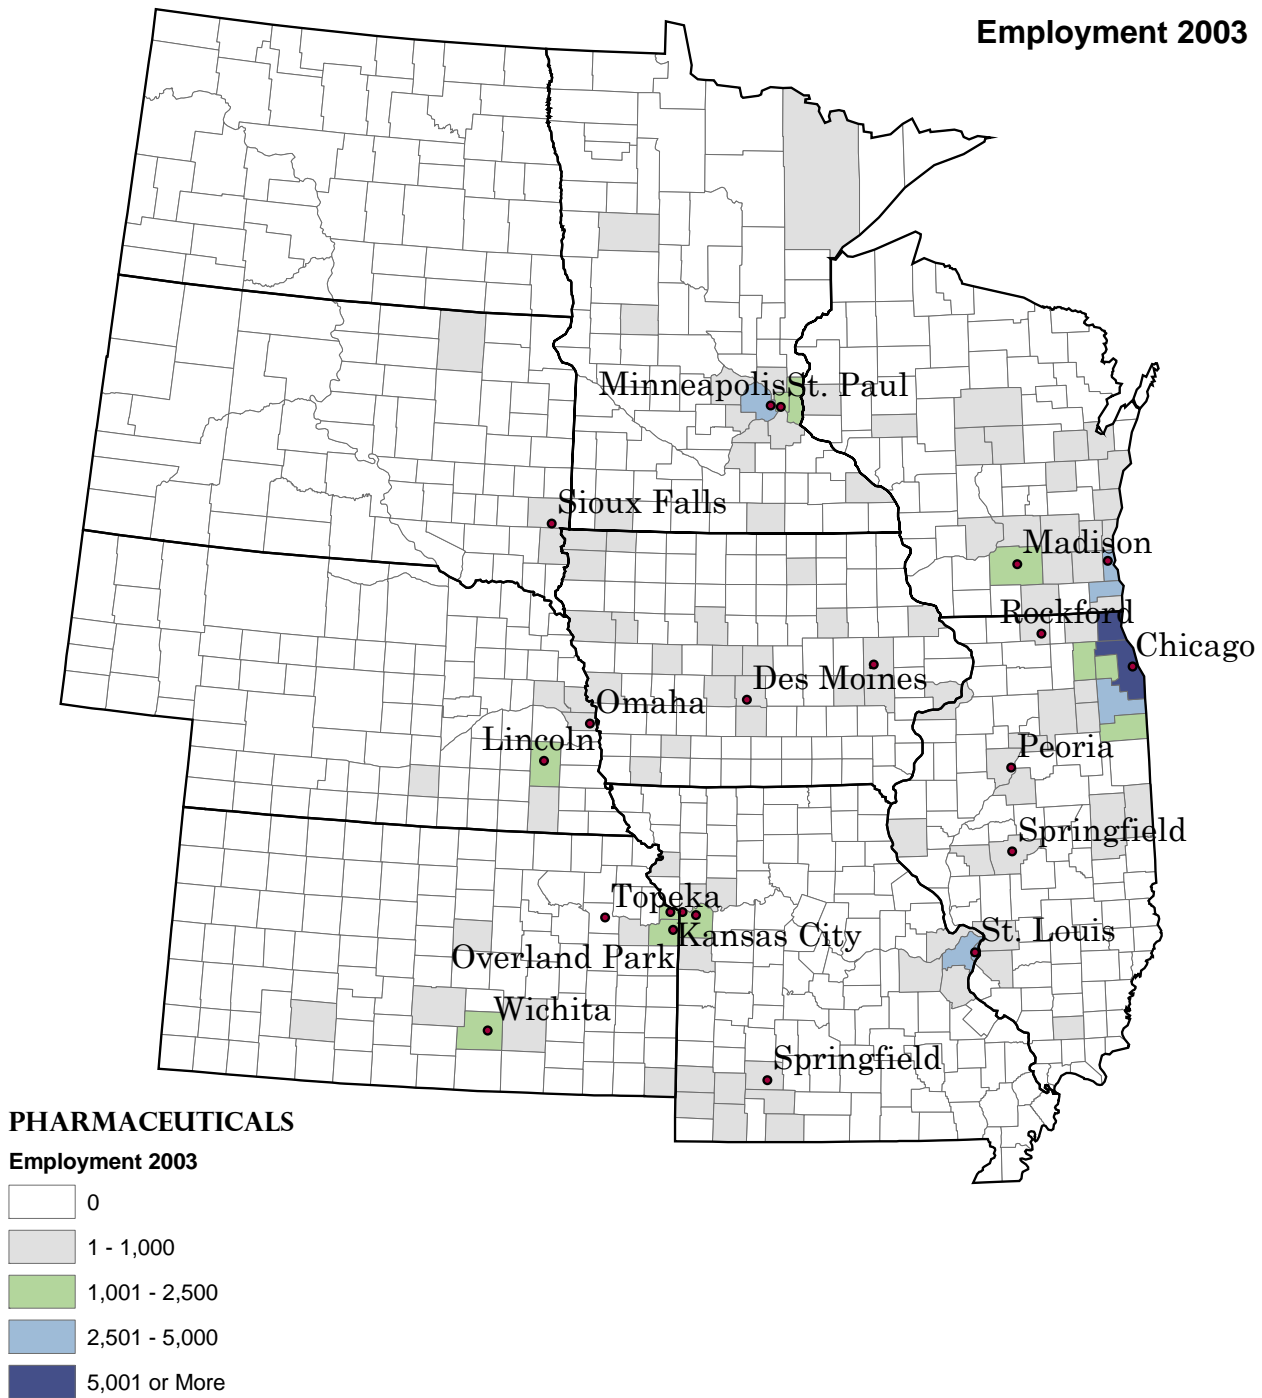 Employment 2003
Minneapolis
St. Paul
Sioux Falls
Madison
Rockford
Chicago
Des Moines
Omaha
Lincoln
Peoria
Springfield
Topeka
Kansas City
St. Louis
Overland Park
Wichita
Springfield
PHARMACEUTICALS
Employment 2003
0
1 - 1,000
1,001 - 2,500
2,501 - 5,000
5,001 or More